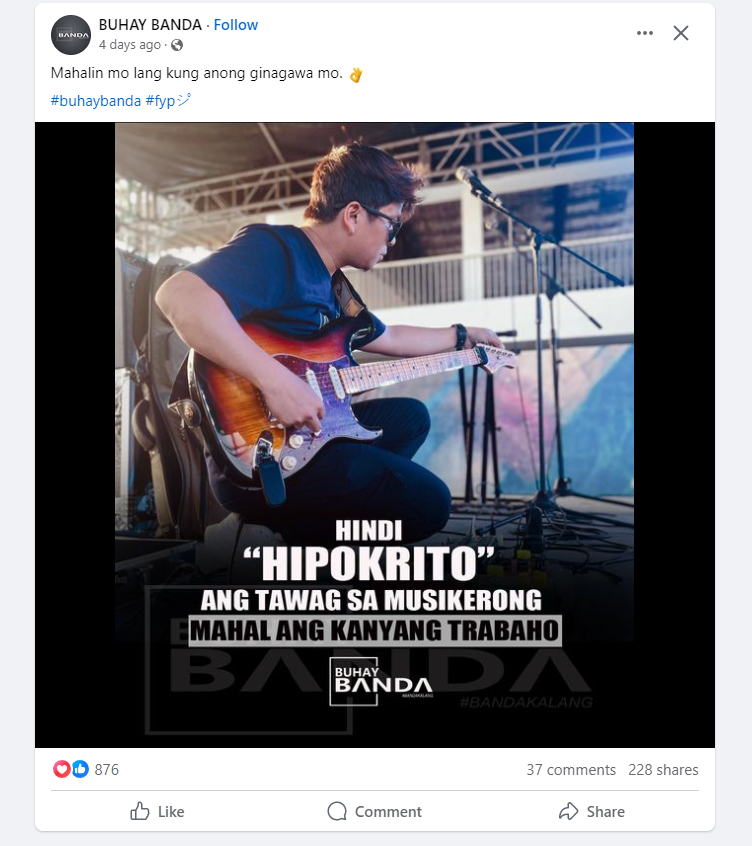 BANDA
BUHAY BANDA · Follow
4 days ago ·
Mahalin mo lang kung anong ginagawa mo. 👌
#buhaybanda #fypシ゚
HINDI
“HIPOKRITO”
ANG TAWAG SA MUSIKERONG
MAHAL ANG KANYANG TRABAHO
BUHAY
BANDA
#BANDAKALANG
BANDA
#BANDAKALANG
876
37 comments 228 shares
Like Comment Share